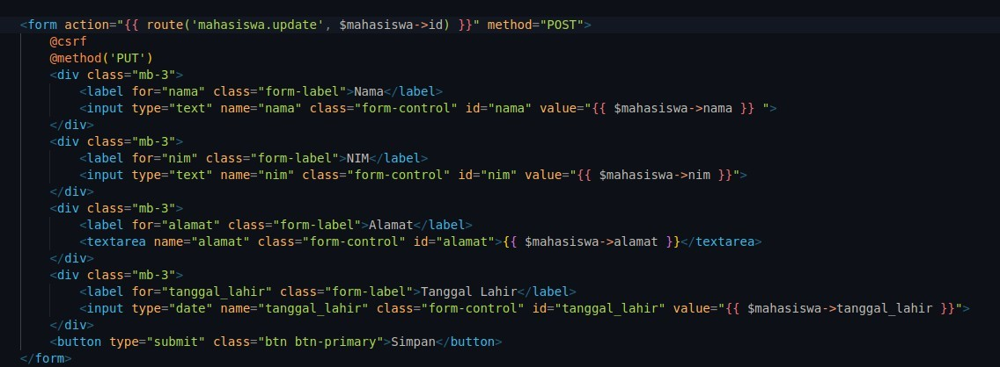 <form action="{{ route('mahasiswa.update', $mahasiswa->id) }}" method="POST">
    @csrf
    @method('PUT')
    <div class="mb-3">
        <label for="nama" class="form-label">Nama</label>
        <input type="text" name="nama" class="form-control" id="nama" value="{{ $mahasiswa->nama }} ">
    </div>
    <div class="mb-3">
        <label for="nim" class="form-label">NIM</label>
        <input type="text" name="nim" class="form-control" id="nim" value="{{ $mahasiswa->nim }}">
    </div>
    <div class="mb-3">
        <label for="alamat" class="form-label">Alamat</label>
        <textarea name="alamat" class="form-control" id="alamat">{{ $mahasiswa->alamat }}</textarea>
    </div>
    <div class="mb-3">
        <label for="tanggal_lahir" class="form-label">Tanggal Lahir</label>
        <input type="date" name="tanggal_lahir" class="form-control" id="tanggal_lahir" value="{{ $mahasiswa->tanggal_lahir }}">
    </div>
    <button type="submit" class="btn btn-primary">Simpan</button>
</form>